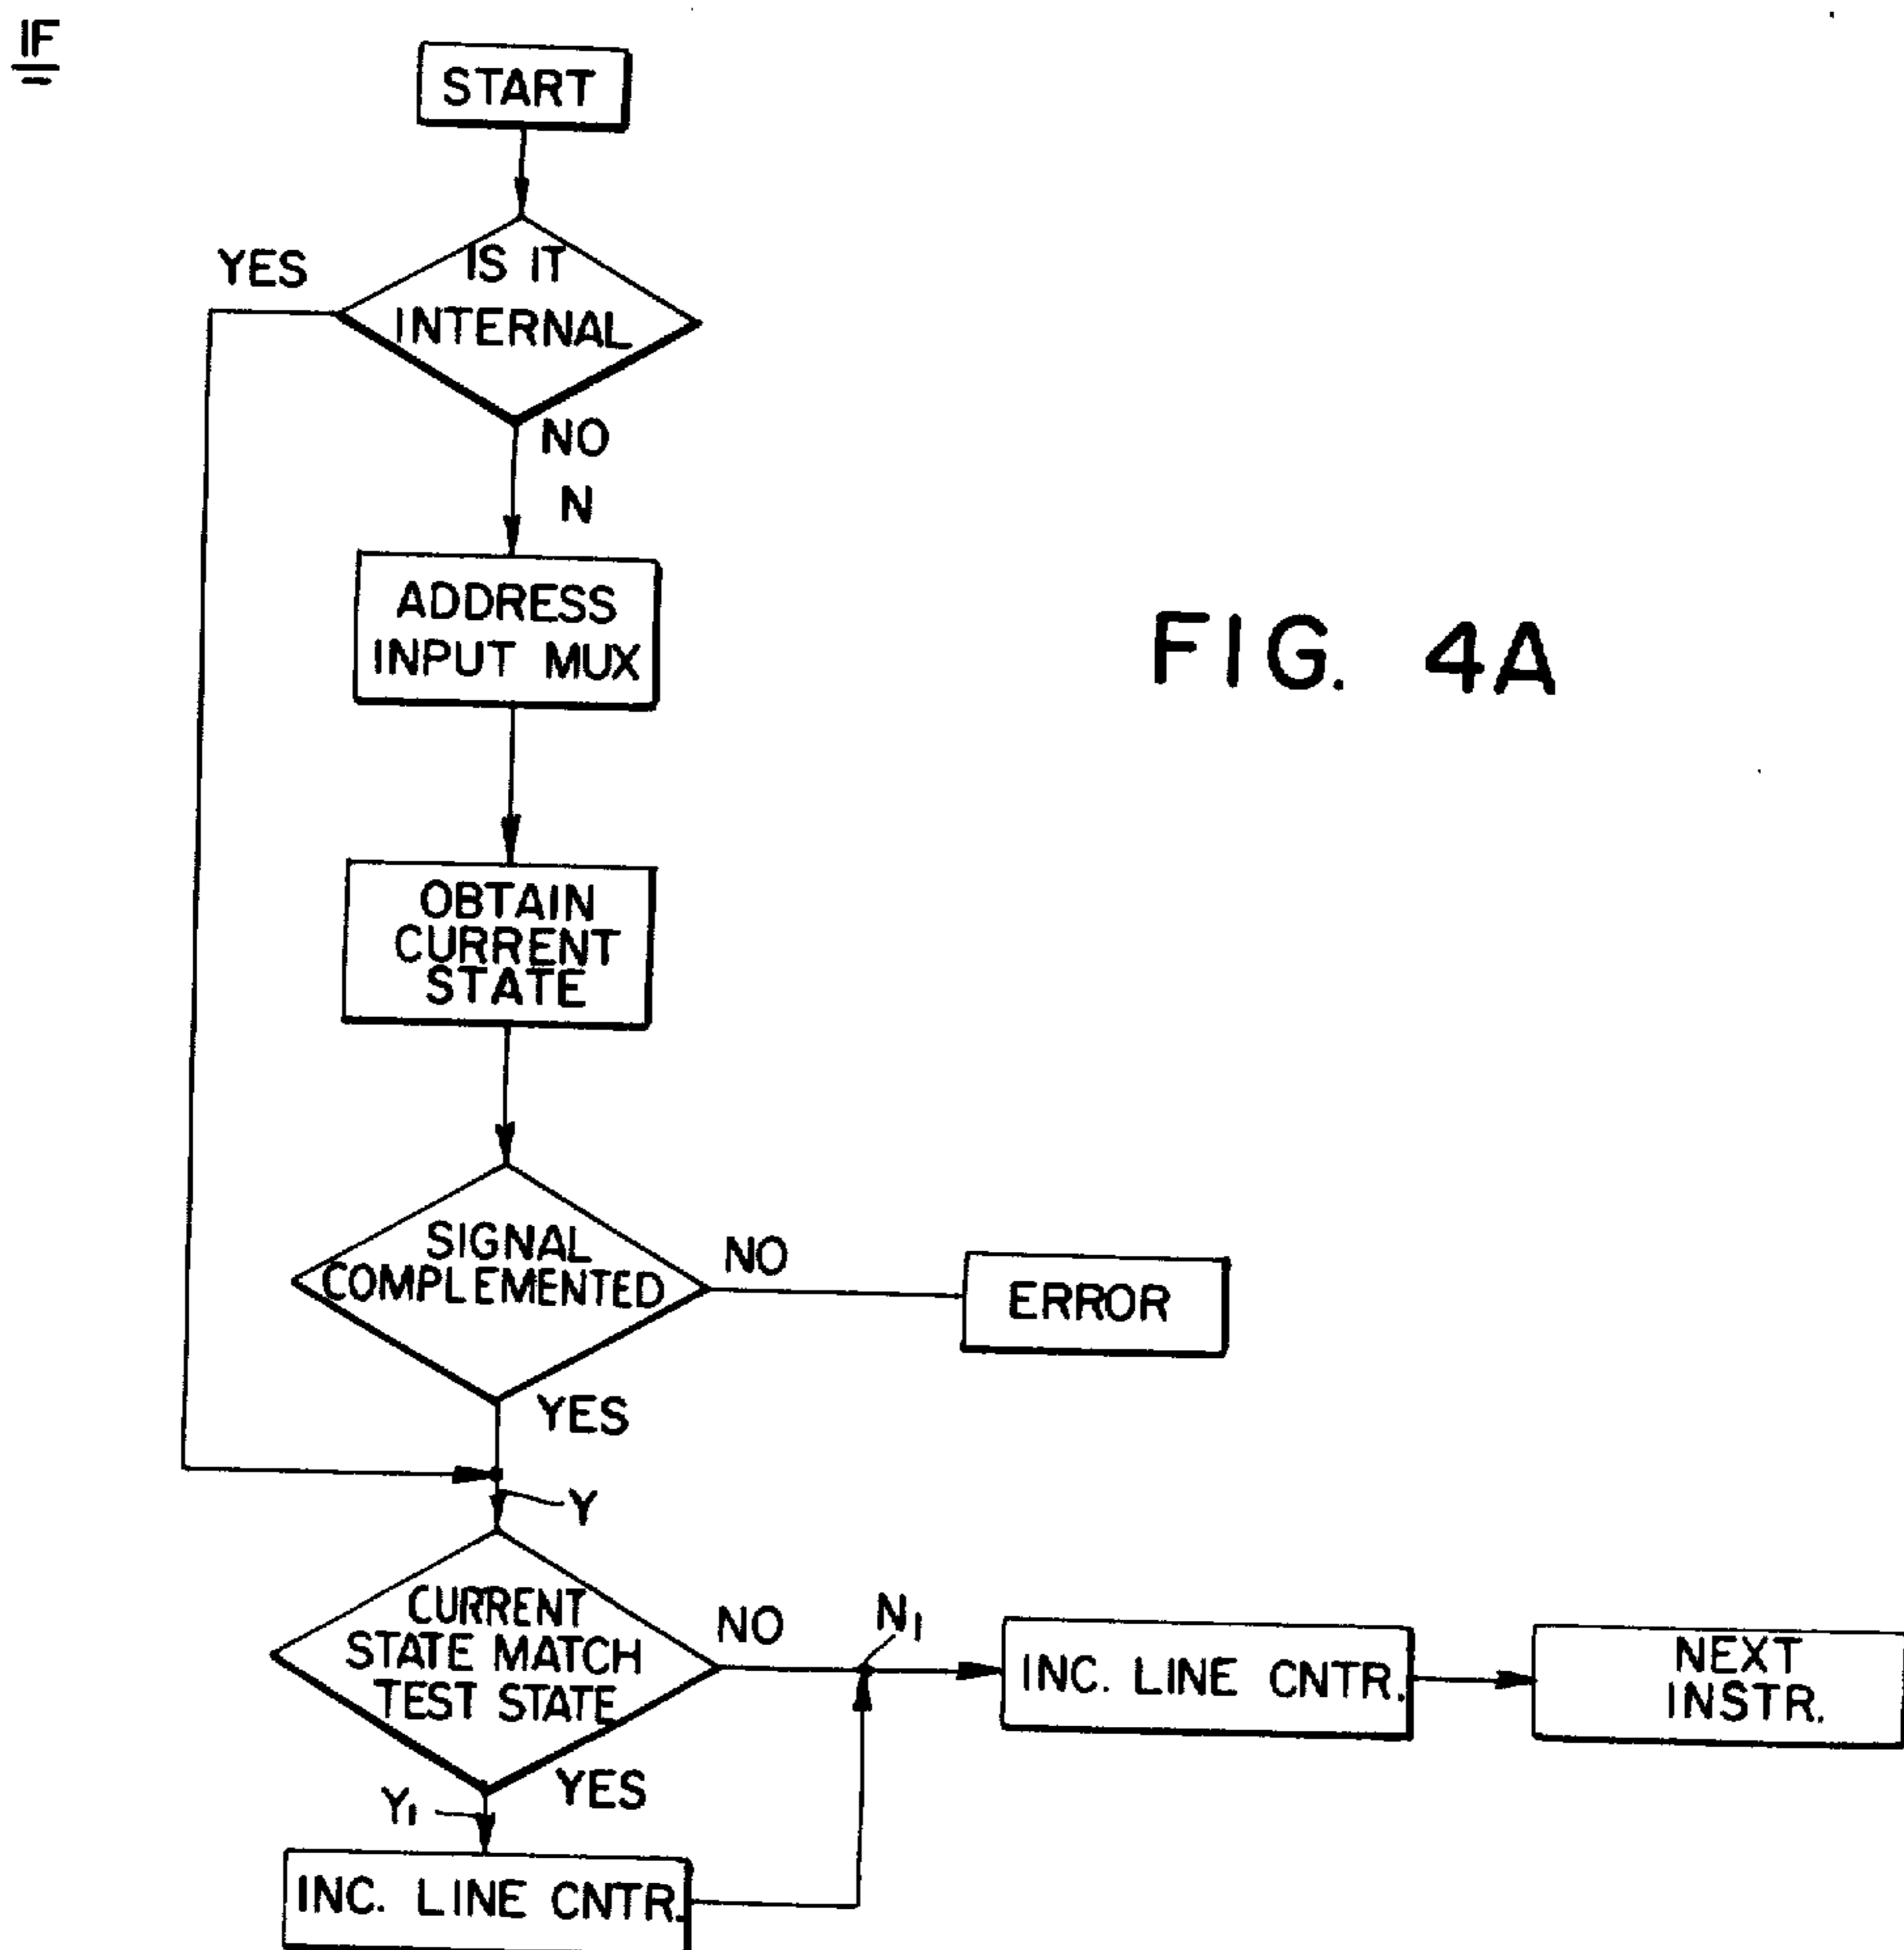 IF
START
YES
IS IT
INTERNAL
NO
N
ADDRESS
INPUT MUX
FIG. 4A
OBTAIN
CURRENT
STATE
SIGNAL
COMPLEMENTED
NO
ERROR
YES
Y
CURRENT
STATE MATCH
TEST STATE
NO
N₁
INC. LINE CNTR.
NEXT
INSTR.
YES
Y₁
INC. LINE CNTR.